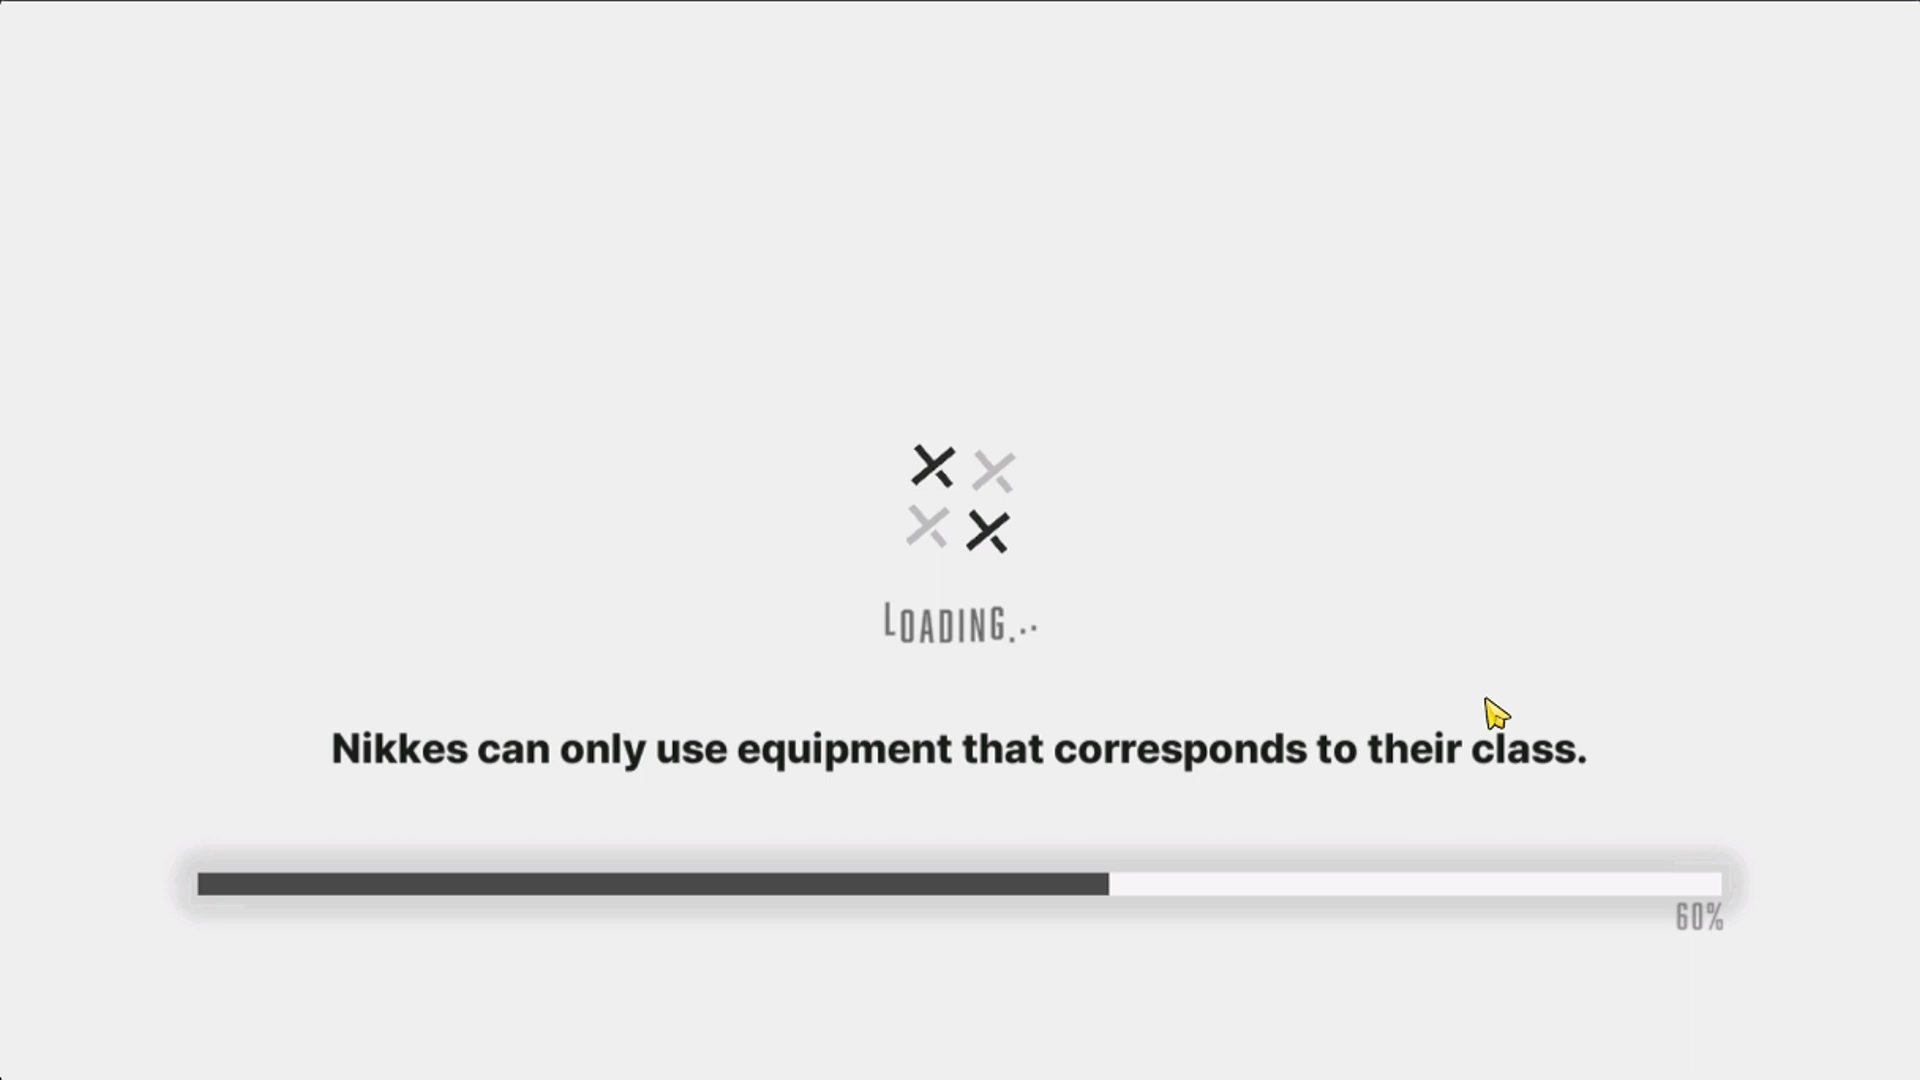 LOADING...
Nikkes can only use equipment that corresponds to their class.
60%